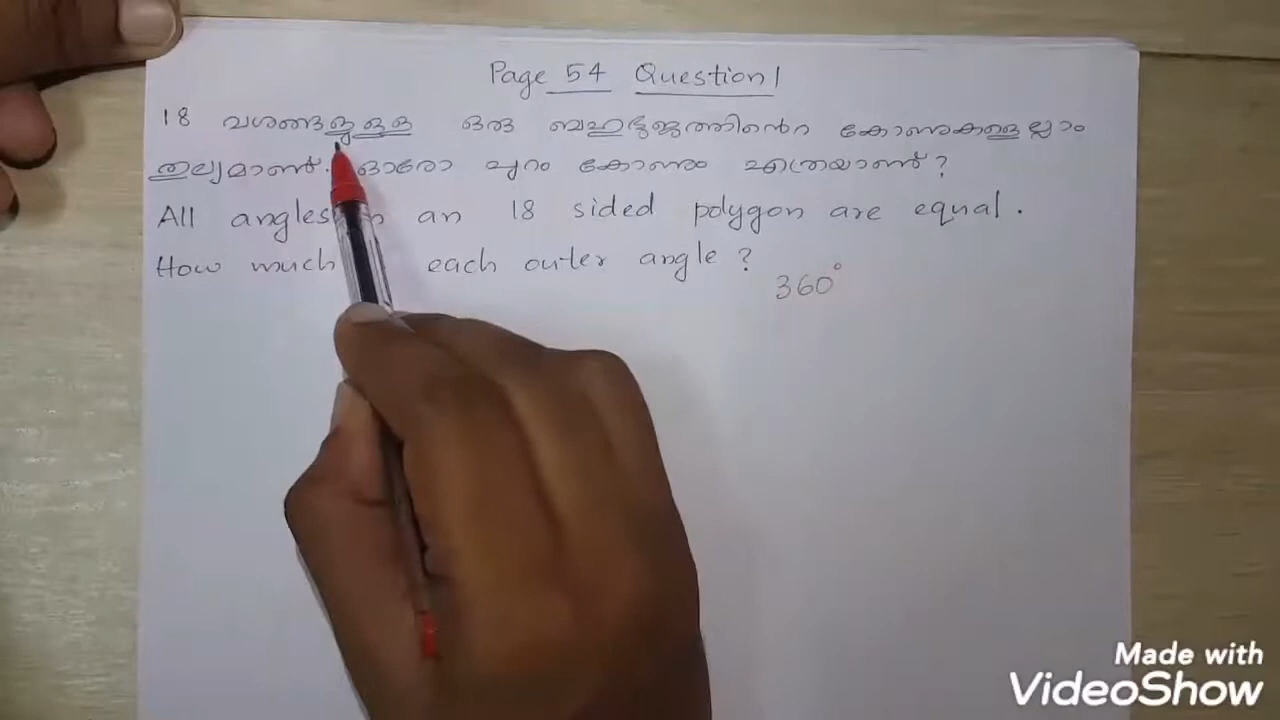 Page 54 Question 1
18 വശങ്ങളുള്ള ഒരു ബഹുഭുജത്തിൻ്റെ കോണുകളെല്ലാം
തുല്യമാണ്. ഓരോ പുറം കോണും എത്രയാണ്?
All angles in an 18 sided polygon are equal.
How much each outer angle?
360°
Made with
VideoShow